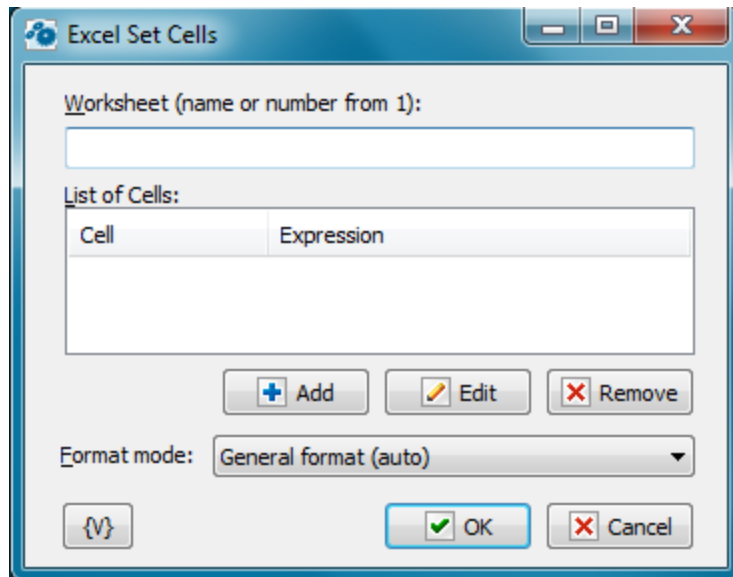 Excel Set Cells
Worksheet (name or number from 1):
List of Cells:
Cell Expression
Add Edit Remove
Format mode: General format (auto)
{V} OK Cancel